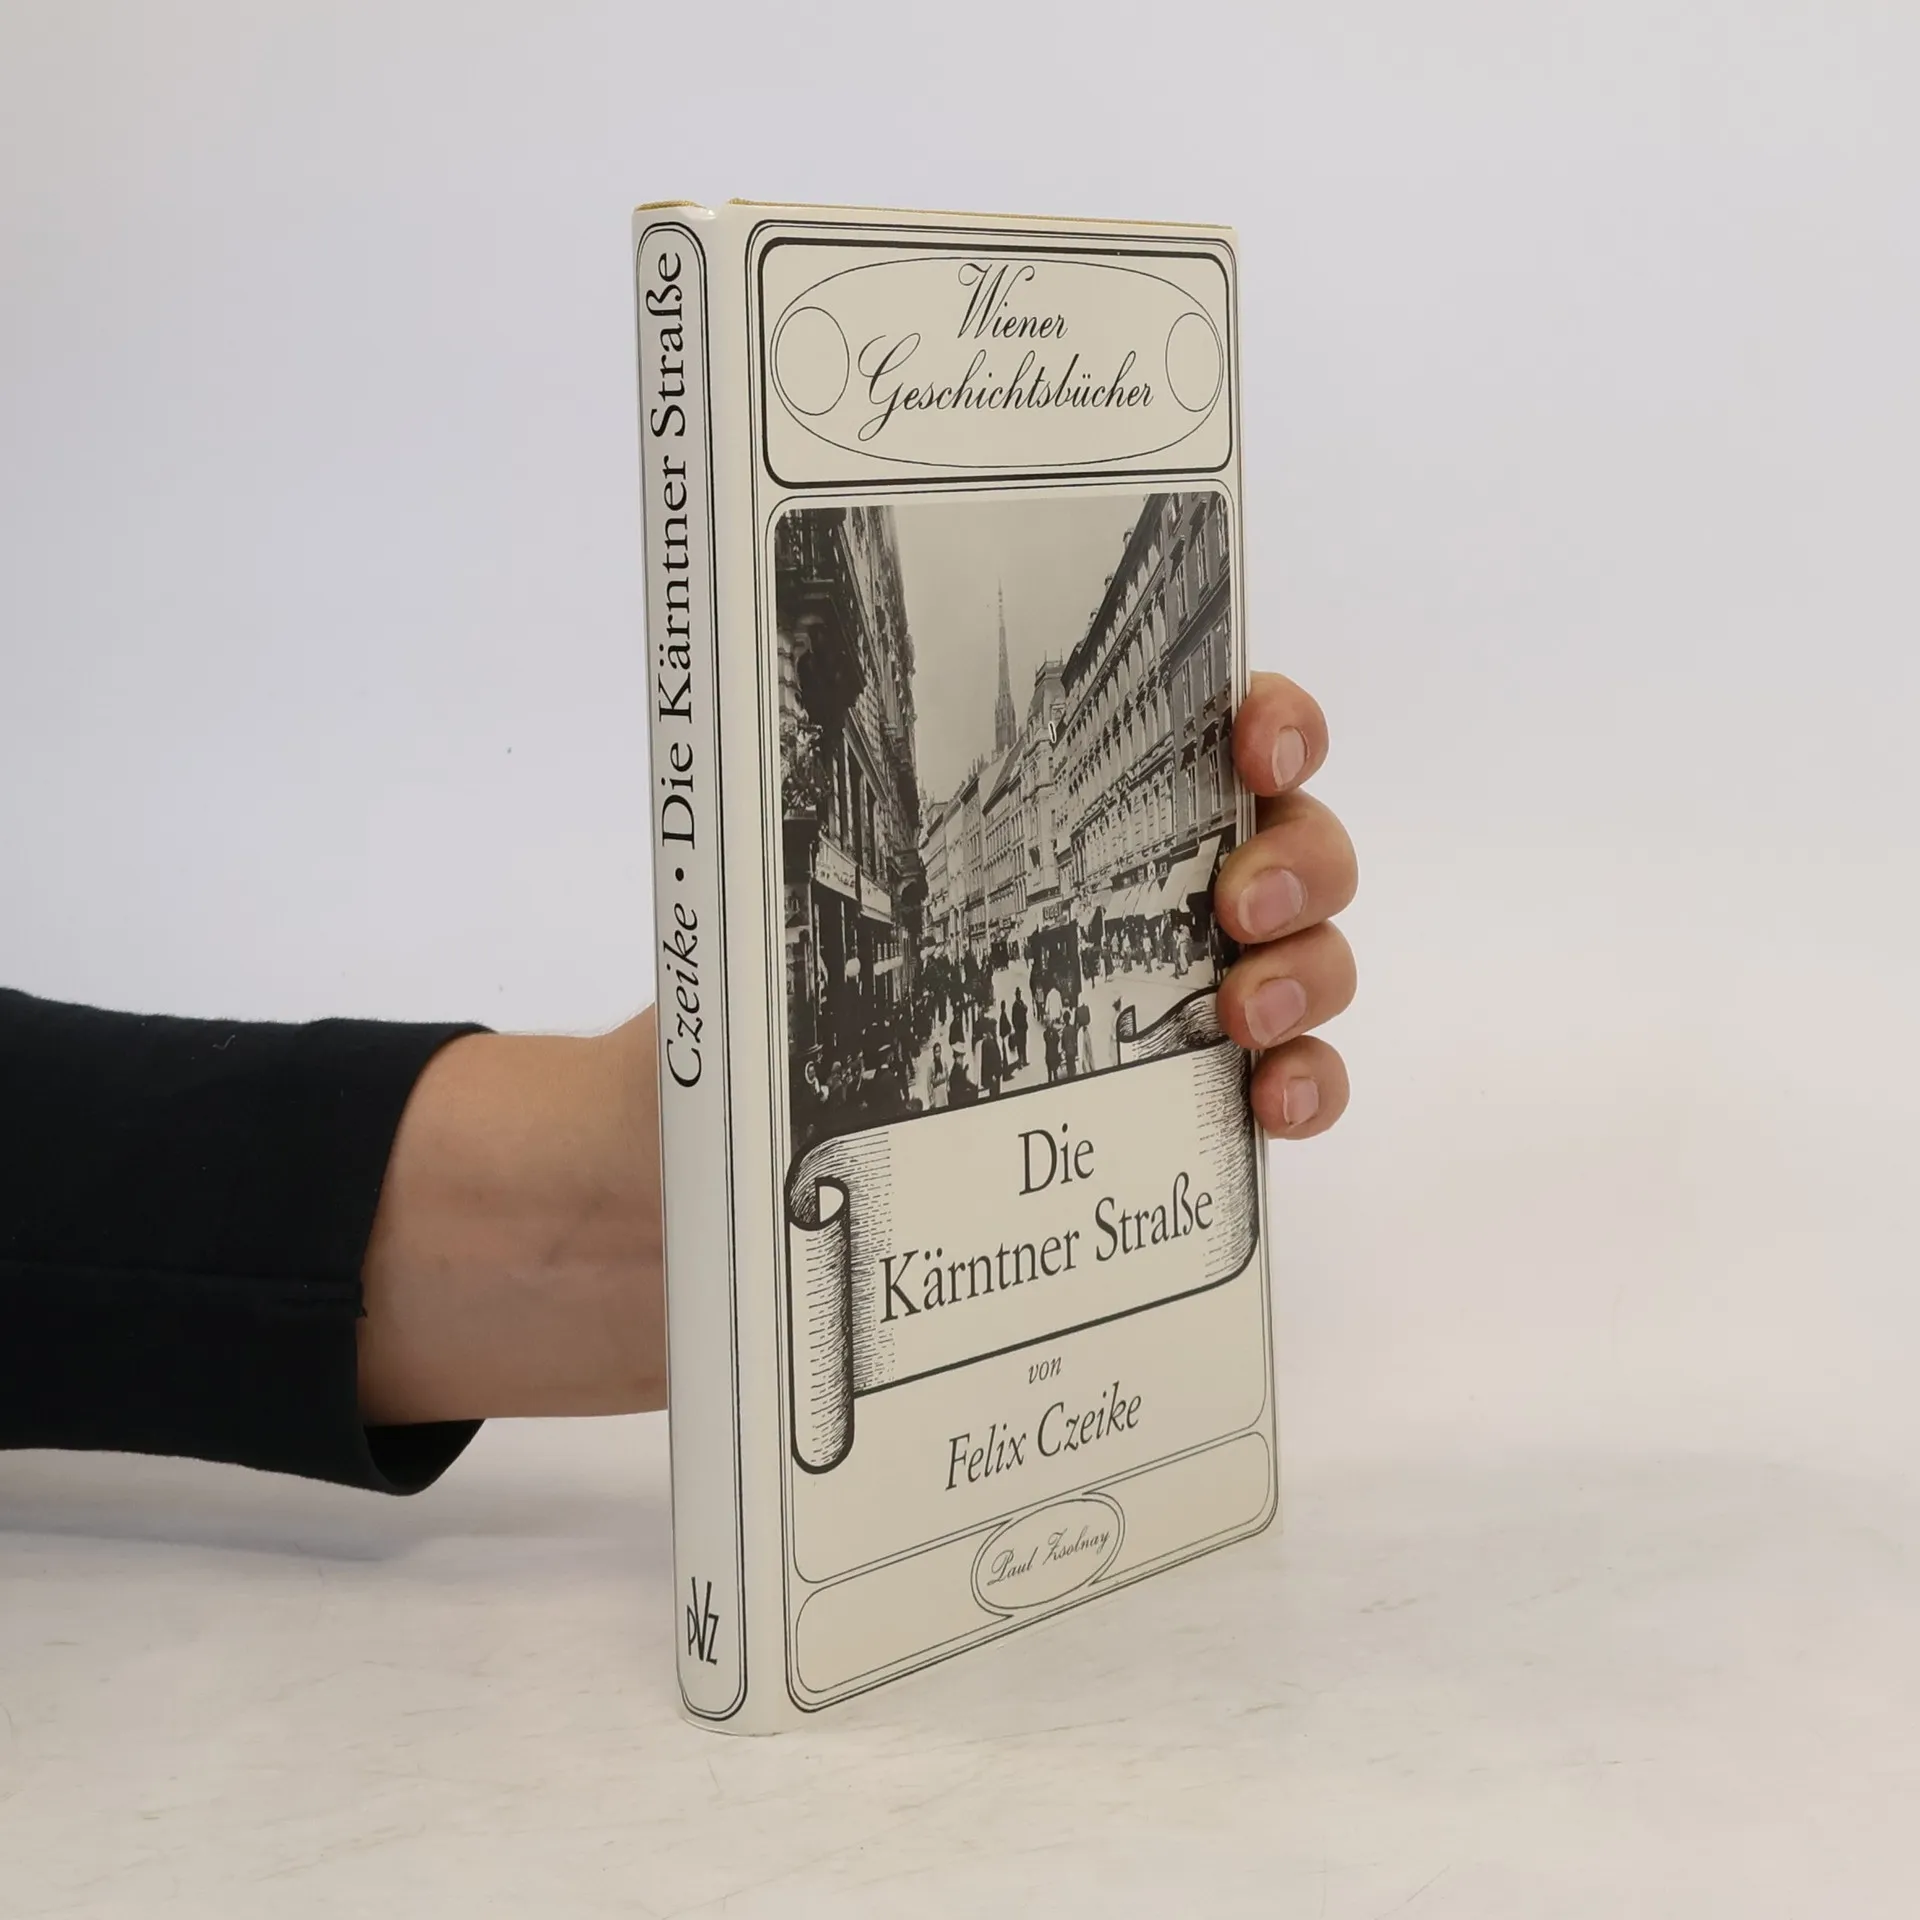 Czeike · Die Kärntner Straße
pVz
Wiener
Geschichtsbücher
Die
Kärntner Straße
von
Felix Czeike
Paul Zsolnay